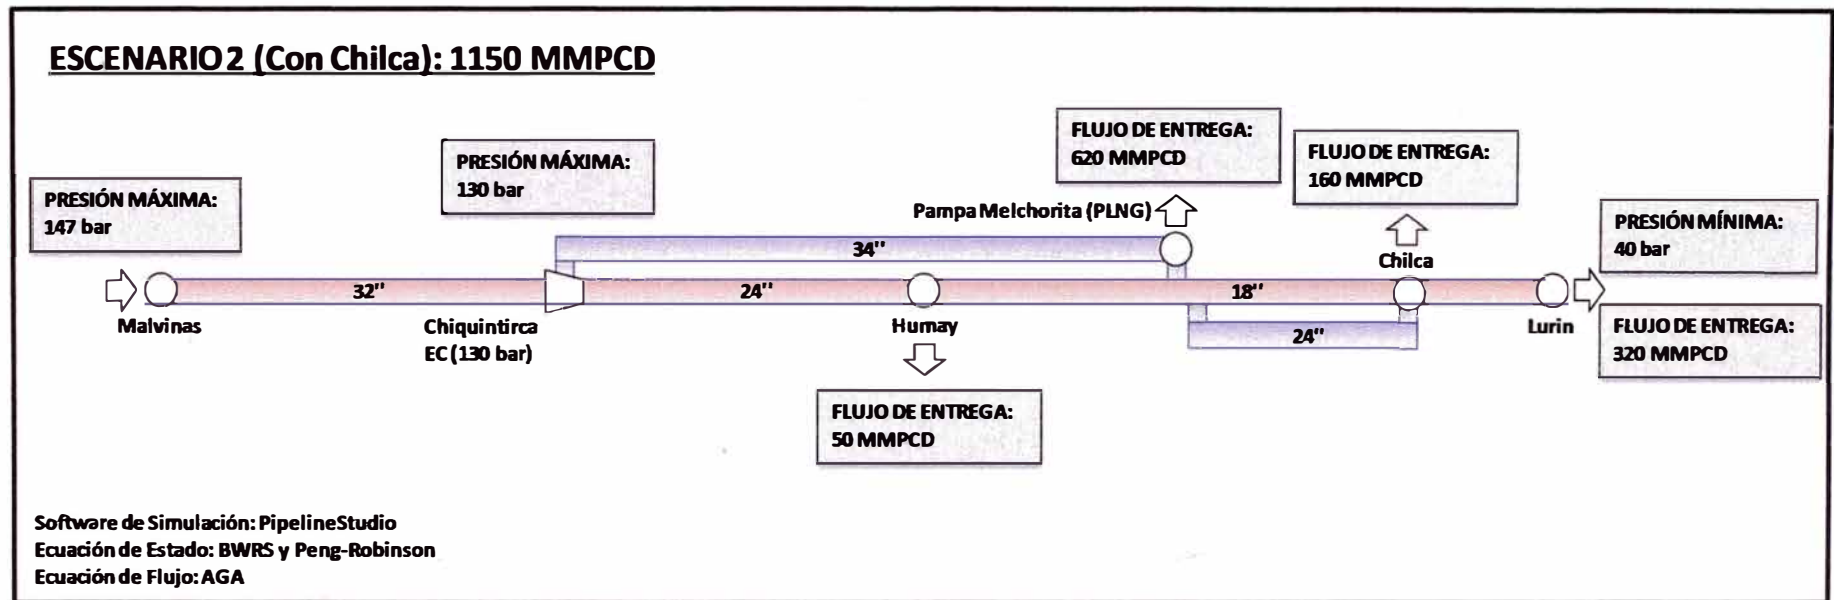 ESCENARIO 2 (Con Chilca): 1150 MMPCD
PRESIÓN MÁXIMA:
147 bar
PRESIÓN MÁXIMA:
130 bar
FLUJO DE ENTREGA:
620 MMPCD
FLUJO DE ENTREGA:
160 MMPCD
PRESIÓN MÍNIMA:
40 bar
Pampa Melchorita (PLNG)
34"
Chilca
32"
24"
18"
Malvinas
Chiquintirca
EC (130 bar)
Humay
24"
Lurin
FLUJO DE ENTREGA:
320 MMPCD
FLUJO DE ENTREGA:
50 MMPCD
Software de Simulación: PipelineStudio
Ecuación de Estado: BWRS y Peng-Robinson
Ecuación de Flujo: AGA